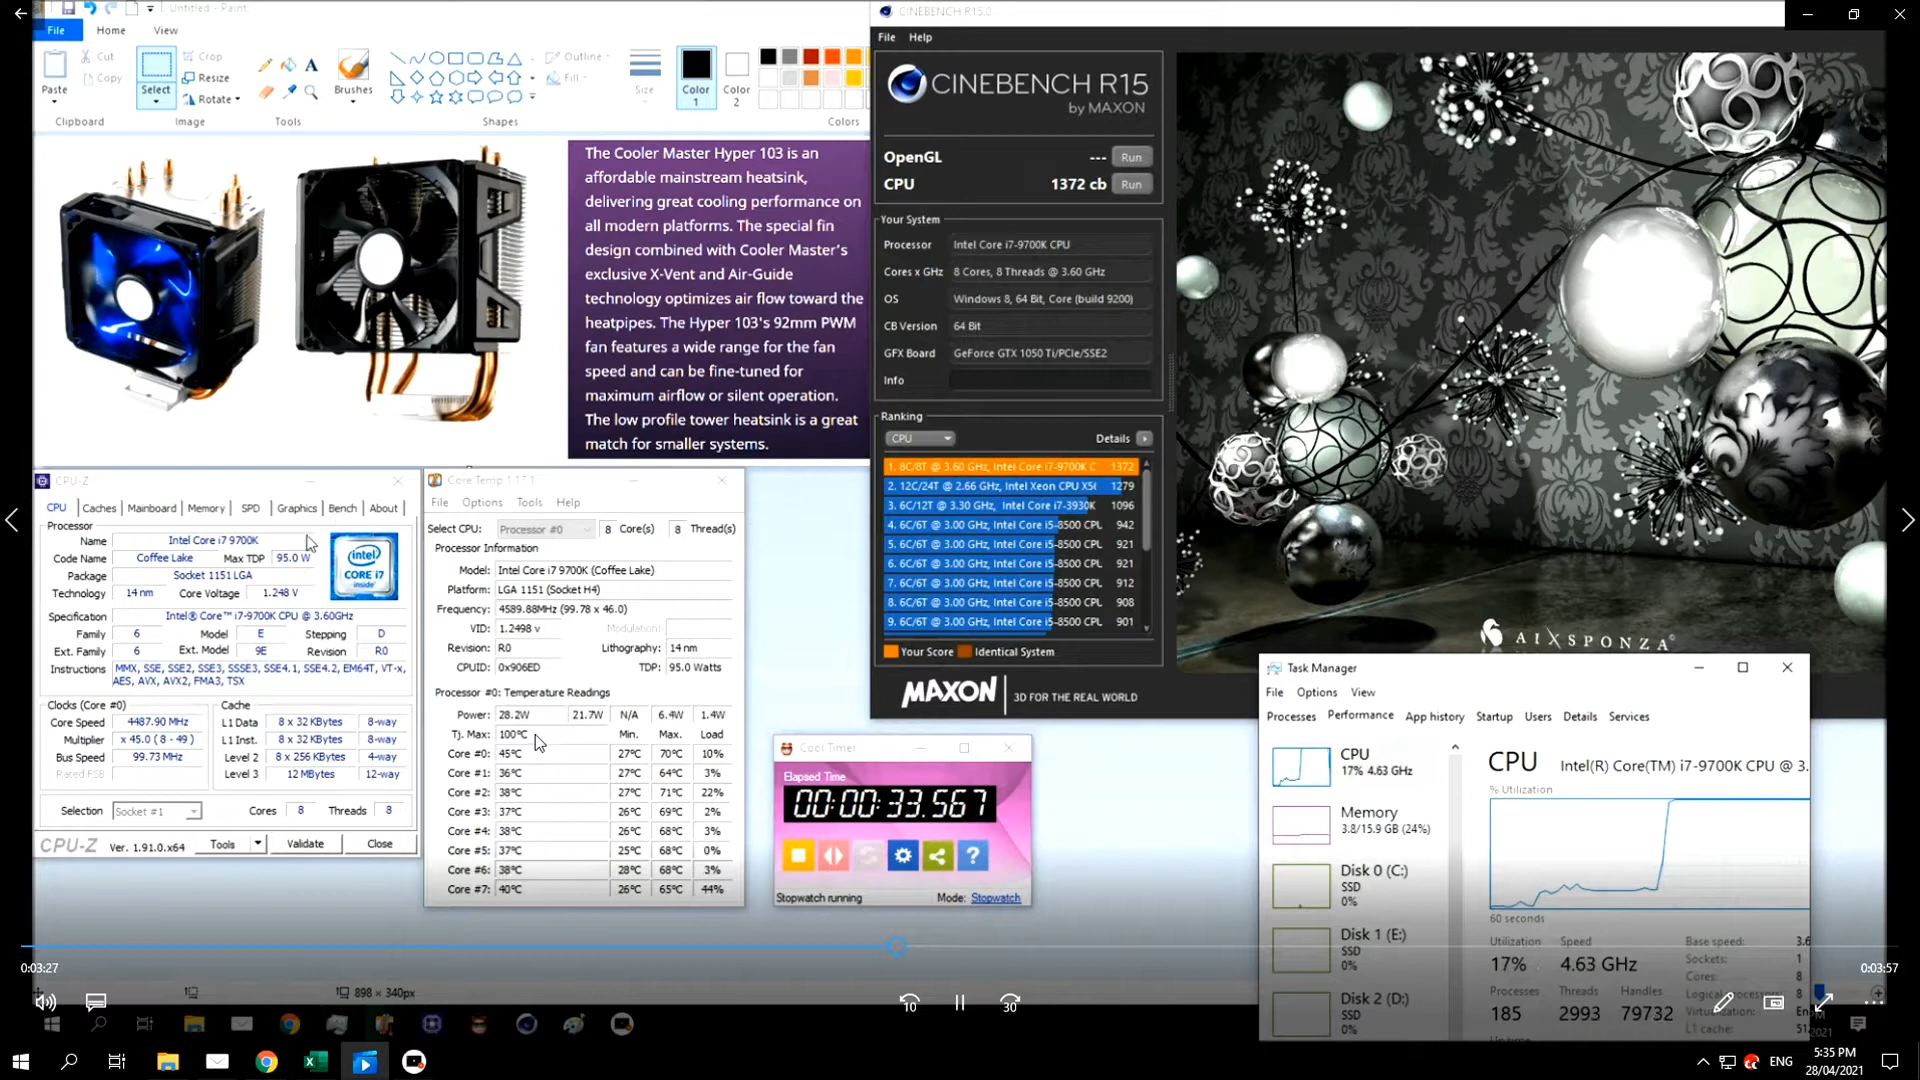 Untitled - Paint
File
Home
View
Paste
Cut
Copy
Clipboard
Select
Crop
Resize
Rotate
Image
Tools
Brushes
Shapes
Outline
Fill
Size
Color 1
Color 2
Colors
The Cooler Master Hyper 103 is an
affordable mainstream heatsink,
delivering great cooling performance on
all modern platforms. The special fin
design combined with Cooler Master's
exclusive X-Vent and Air-Guide
technology optimizes air flow toward the
heatpipes. The Hyper 103's 92mm PWM
fan features a wide range for the fan
speed and can be fine-tuned for
maximum airflow or silent operation.
The low profile tower heatsink is a great
match for smaller systems.
CINEBENCH R15.0
File Help
CINEBENCH R15
by MAXON
OpenGL --- Run
CPU 1372 cb Run
Your System
Processor Intel Core i7-9700K CPU
Cores x GHz 8 Cores, 8 Threads @ 3.60 GHz
OS Windows 8, 64 Bit, Core (build 9200)
CB Version 64 Bit
GFX Board GeForce GTX 1050 Ti/PCIe/SSE2
Info
Ranking
CPU Details
1. 8C/8T @ 3.60 GHz, Intel Core i7-9700K C 1372
2. 12C/24T @ 2.66 GHz, Intel Xeon CPU X5 1279
3. 6C/12T @ 3.30 GHz, Intel Core i7-3930K 1096
4. 6C/6T @ 3.00 GHz, Intel Core i5-8500 CPU 942
5. 6C/6T @ 3.00 GHz, Intel Core i5-8500 CPU 921
6. 6C/6T @ 3.00 GHz, Intel Core i5-8500 CPU 921
7. 6C/6T @ 3.00 GHz, Intel Core i5-8500 CPU 912
8. 6C/6T @ 3.00 GHz, Intel Core i5-8500 CPU 908
9. 6C/6T @ 3.00 GHz, Intel Core i5-8500 CPU 901
Your Score Identical System
MAXON 3D FOR THE REAL WORLD
AIXSPONZA
CPU-Z
CPU Caches Mainboard Memory SPD Graphics Bench About
Processor
Name Intel Core i7 9700K
Code Name Coffee Lake Max TDP 95.0 W
Package Socket 1151 LGA
Technology 14 nm Core Voltage 1.248 V
intel
CORE i7
inside
Specification Intel® Core™ i7-9700K CPU @ 3.60GHz
Family 6 Model E Stepping D
Ext. Family 6 Ext. Model 9E Revision R0
Instructions MMX, SSE, SSE2, SSE3, SSSE3, SSE4.1, SSE4.2, EM64T, VT-x,
AES, AVX, AVX2, FMA3, TSX
Clocks (Core #0) Cache
Core Speed 4487.90 MHz L1 Data 8 x 32 KBytes 8-way
Multiplier x 45.0 ( 8 - 49 ) L1 Inst. 8 x 32 KBytes 8-way
Bus Speed 99.73 MHz Level 2 8 x 256 KBytes 4-way
Rated FSB Level 3 12 MBytes 12-way
Selection Socket #1 Cores 8 Threads 8
CPU-Z Ver. 1.91.0.x64 Tools Validate Close
Core Temp 1.17.1
File Options Tools Help
Select CPU: Processor #0 8 Core(s) 8 Thread(s)
Processor Information
Model: Intel Core i7 9700K (Coffee Lake)
Platform: LGA 1151 (Socket H4)
Frequency: 4589.88MHz (99.78 x 46.0)
VID: 1.2498 v Modulation:
Revision: R0 Lithography: 14 nm
CPUID: 0x906ED TDP: 95.0 Watts
Processor #0: Temperature Readings
Power: 28.2W 21.7W N/A 6.4W 1.4W
Tj. Max: 100°C Min. Max. Load
Core #0: 45°C 27°C 70°C 10%
Core #1: 36°C 27°C 64°C 3%
Core #2: 38°C 27°C 71°C 22%
Core #3: 37°C 26°C 69°C 2%
Core #4: 38°C 26°C 68°C 3%
Core #5: 37°C 25°C 68°C 0%
Core #6: 38°C 28°C 68°C 3%
Core #7: 40°C 26°C 65°C 44%
Cool Timer
Elapsed Time
00:00:33.567
Stopwatch running Mode: Stopwatch
Task Manager
File Options View
Processes Performance App history Startup Users Details Services
CPU
17% 4.63 GHz
Memory
3.8/15.9 GB (24%)
Disk 0 (C:)
SSD
0%
Disk 1 (E:)
SSD
0%
Disk 2 (D:)
SSD
CPU Intel(R) Core(TM) i7-9700K CPU @ 3.
% Utilization
60 seconds
Utilization Speed Base speed: 3.6
17% 4.63 GHz Sockets: 1
Cores: 8
Processes Threads Handles Logical processors: 8
185 2993 79732 Virtualization: En
L1 cache: 512
Up time
0:03:27
0:03:57
898 × 340px
10
30
ENG
5:35 PM
28/04/2021